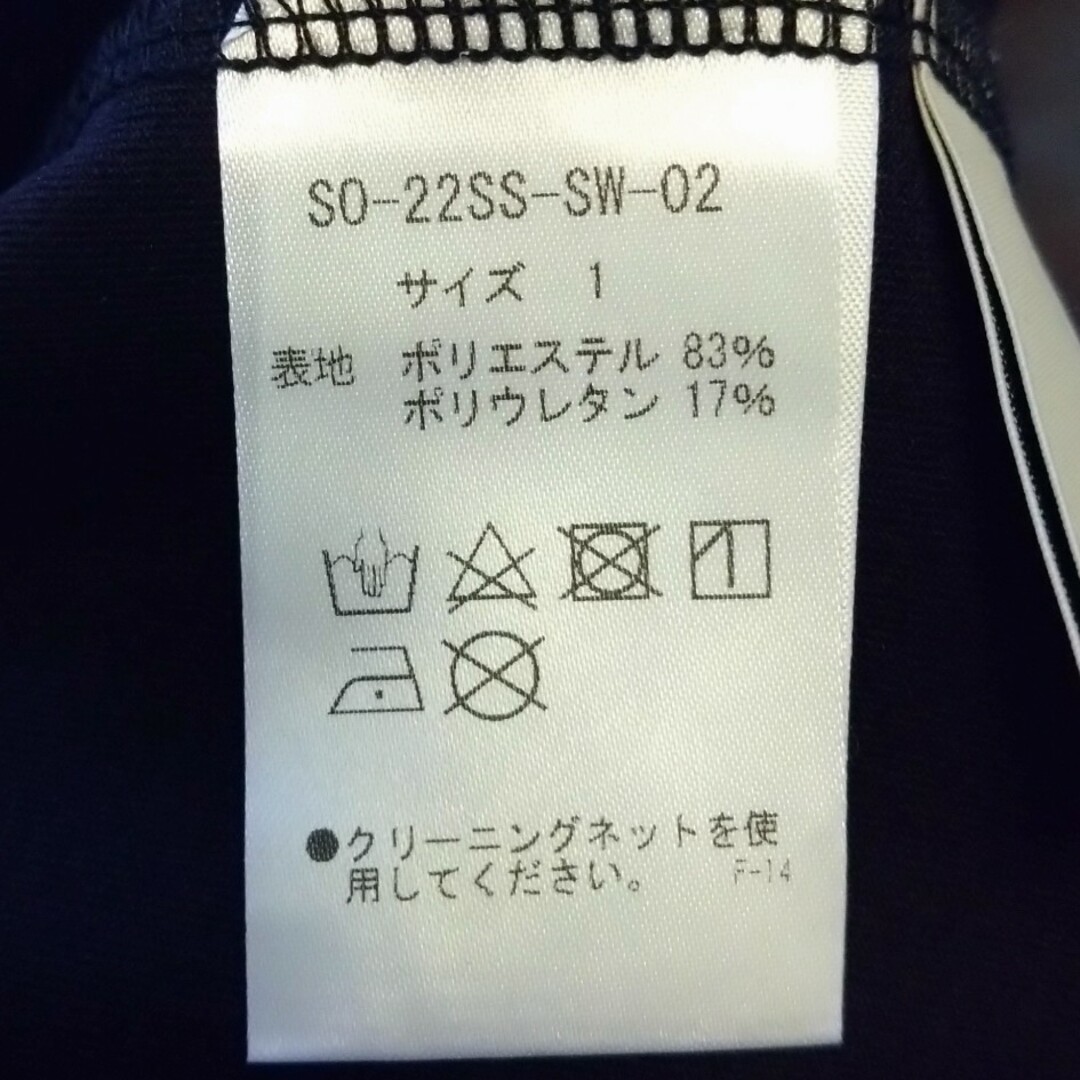 SO-22SS-SW-02
サイズ 1
表地 ポリエステル 83%
ポリウレタン 17%
●クリーニングネットを使
用してください。 F-14